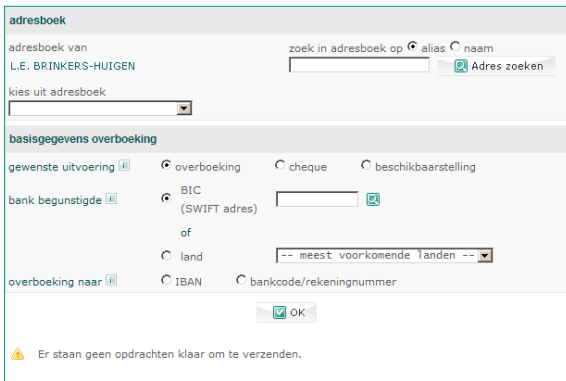 adresboek
adresboek van
zoek in adresboek op alias naam
L.E. BRINKERS-HUIGEN
Adres zoeken
kies uit adresboek
basisgegevens overboeking
gewenste uitvoering overboeking cheque beschikbaarstelling
bank begunstigde BIC
(SWIFT adres)
of
land -- meest voorkomende landen --
overboeking naar IBAN bankcode/rekeningnummer
OK
Er staan geen opdrachten klaar om te verzenden.